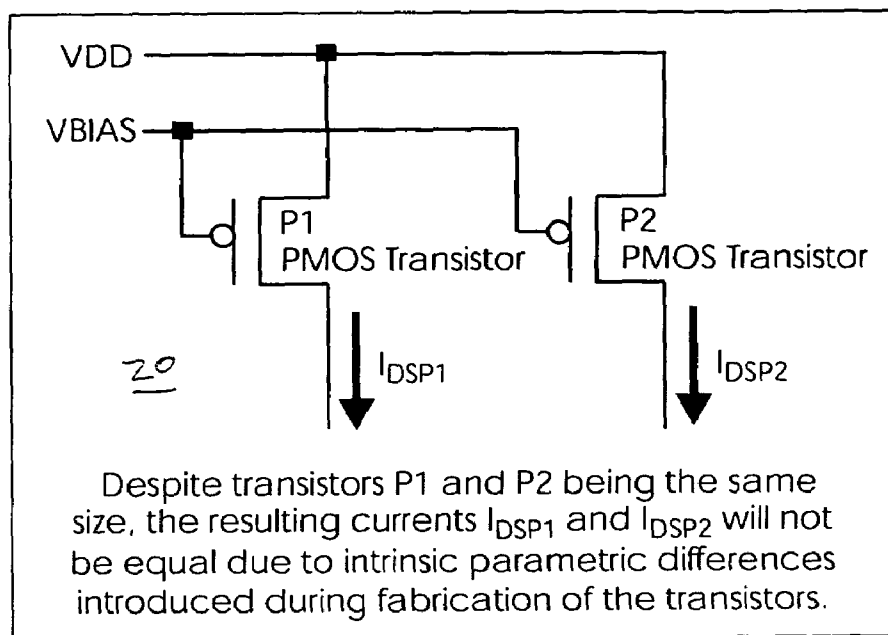 VDD
VBIAS
P1
PMOS Transistor
P2
PMOS Transistor
20
IDSP1
IDSP2
Despite transistors P1 and P2 being the same
size, the resulting currents IDSP1 and IDSP2 will not
be equal due to intrinsic parametric differences
introduced during fabrication of the transistors.